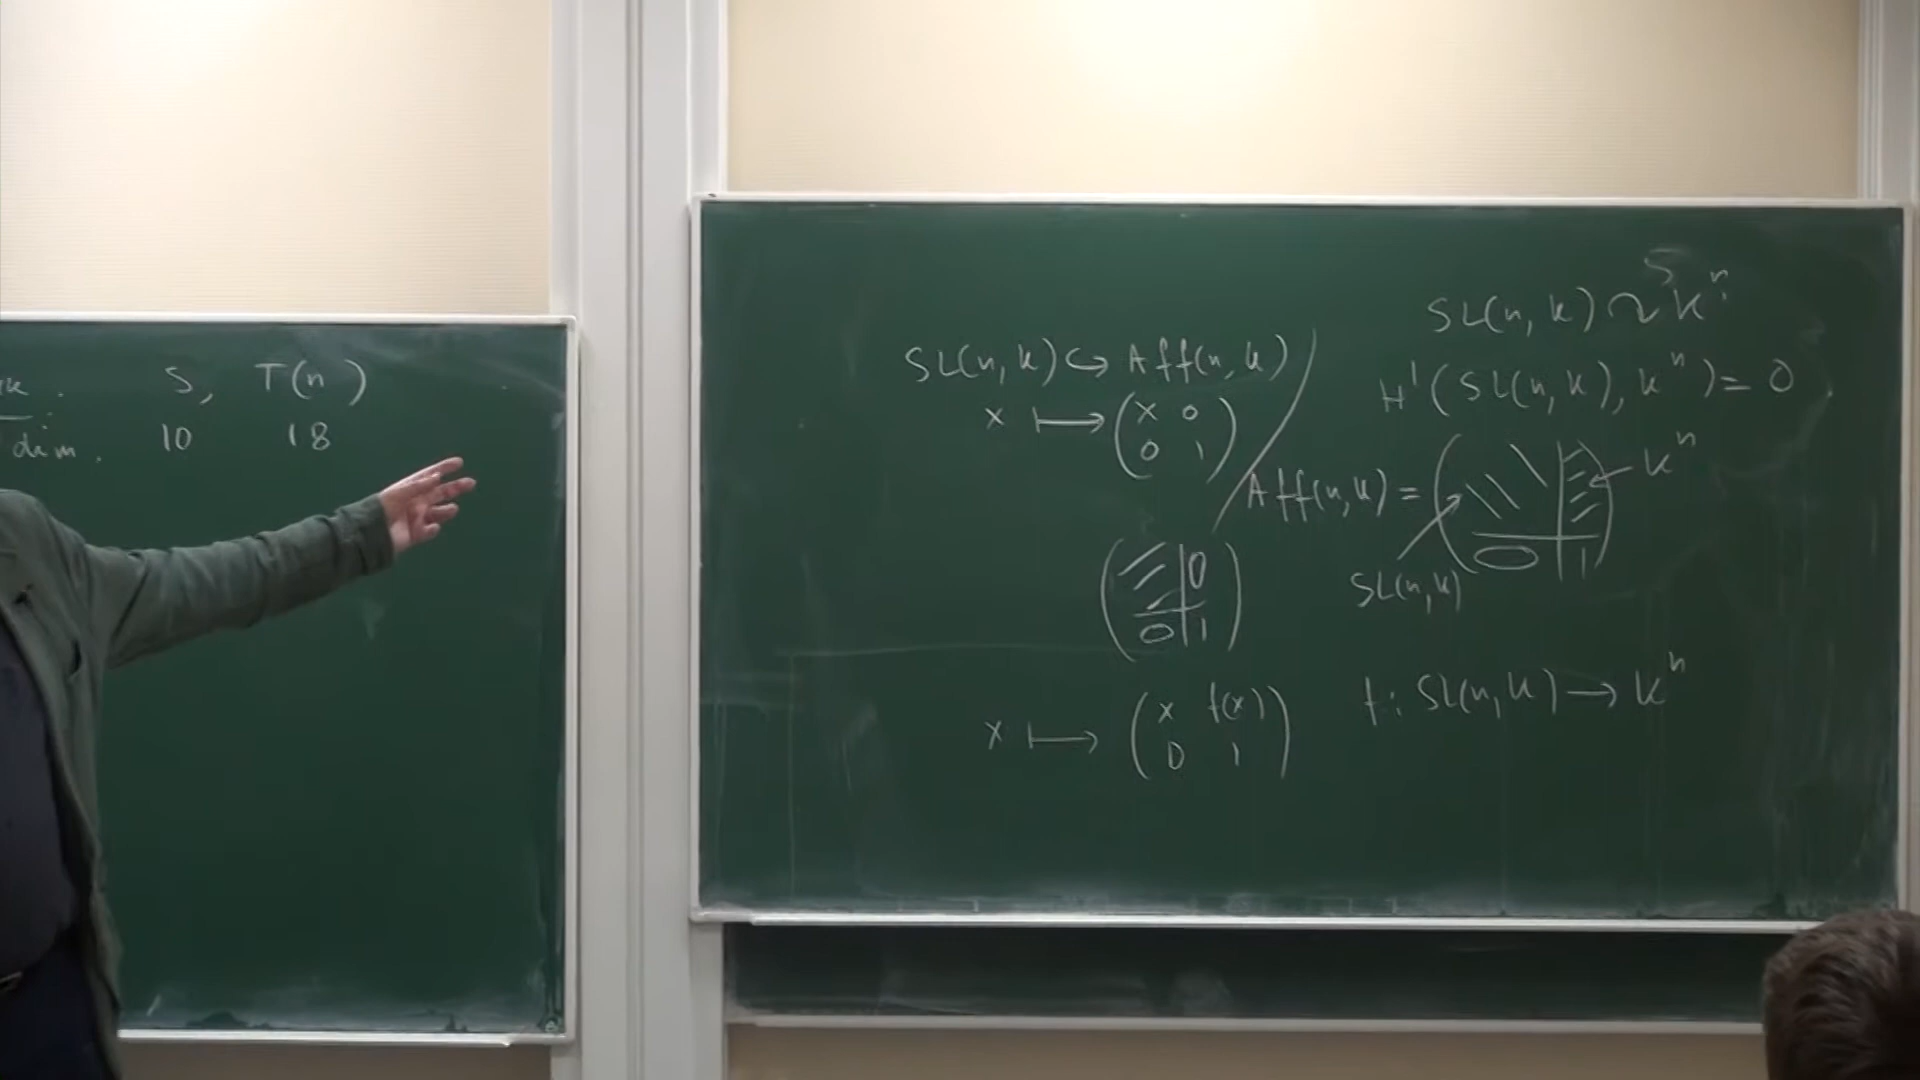 k. S, T(n)
dim. 10 18
SL(n, k) ↪ Aff(n, k)
x ↦ (x 0
0 1)
(0
0 1)
x ↦ (x f(x)
0 1)
S
SL(n, k) ↷ k^n
H^1(SL(n, k), k^n) = 0
Aff(n, k) = (
0 1) ← k^n
SL(n, k)
f: SL(n, k) → k^n